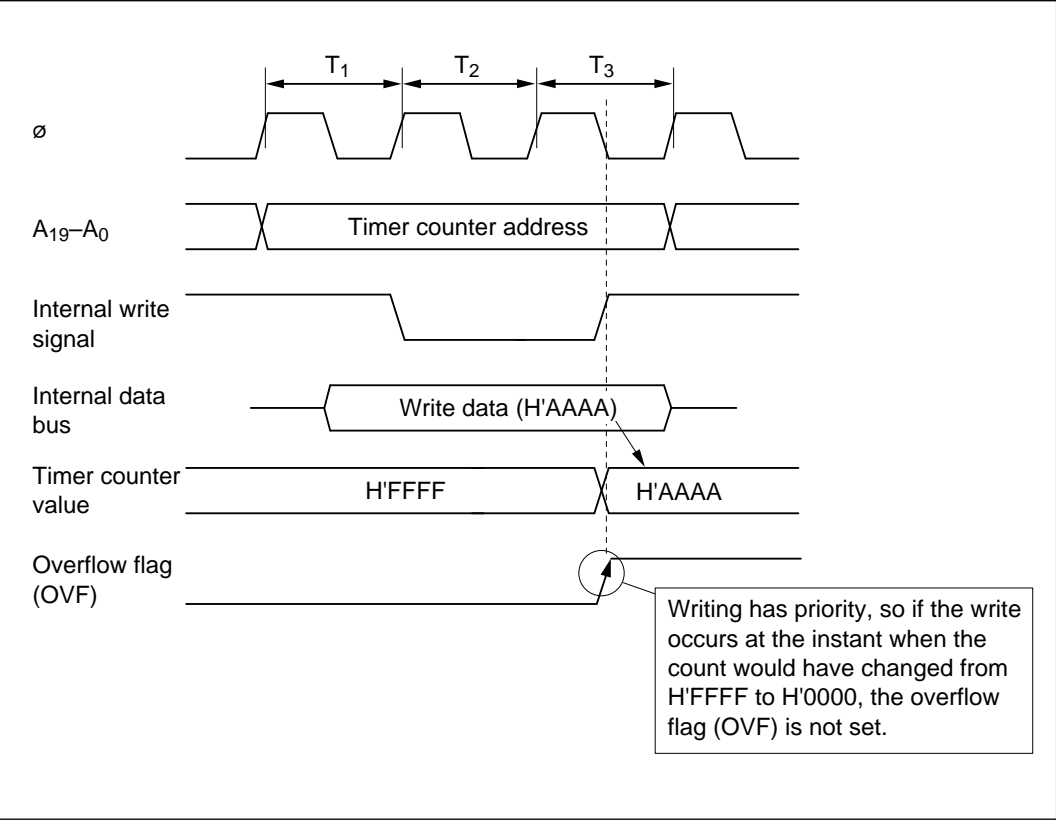 T₁ T₂ T₃
ø
A₁₉–A₀ Timer counter address
Internal write
signal
Internal data
bus
Write data (H'AAAA)
Timer counter
value
H'FFFF H'AAAA
Overflow flag
(OVF)
Writing has priority, so if the write
occurs at the instant when the
count would have changed from
H'FFFF to H'0000, the overflow
flag (OVF) is not set.